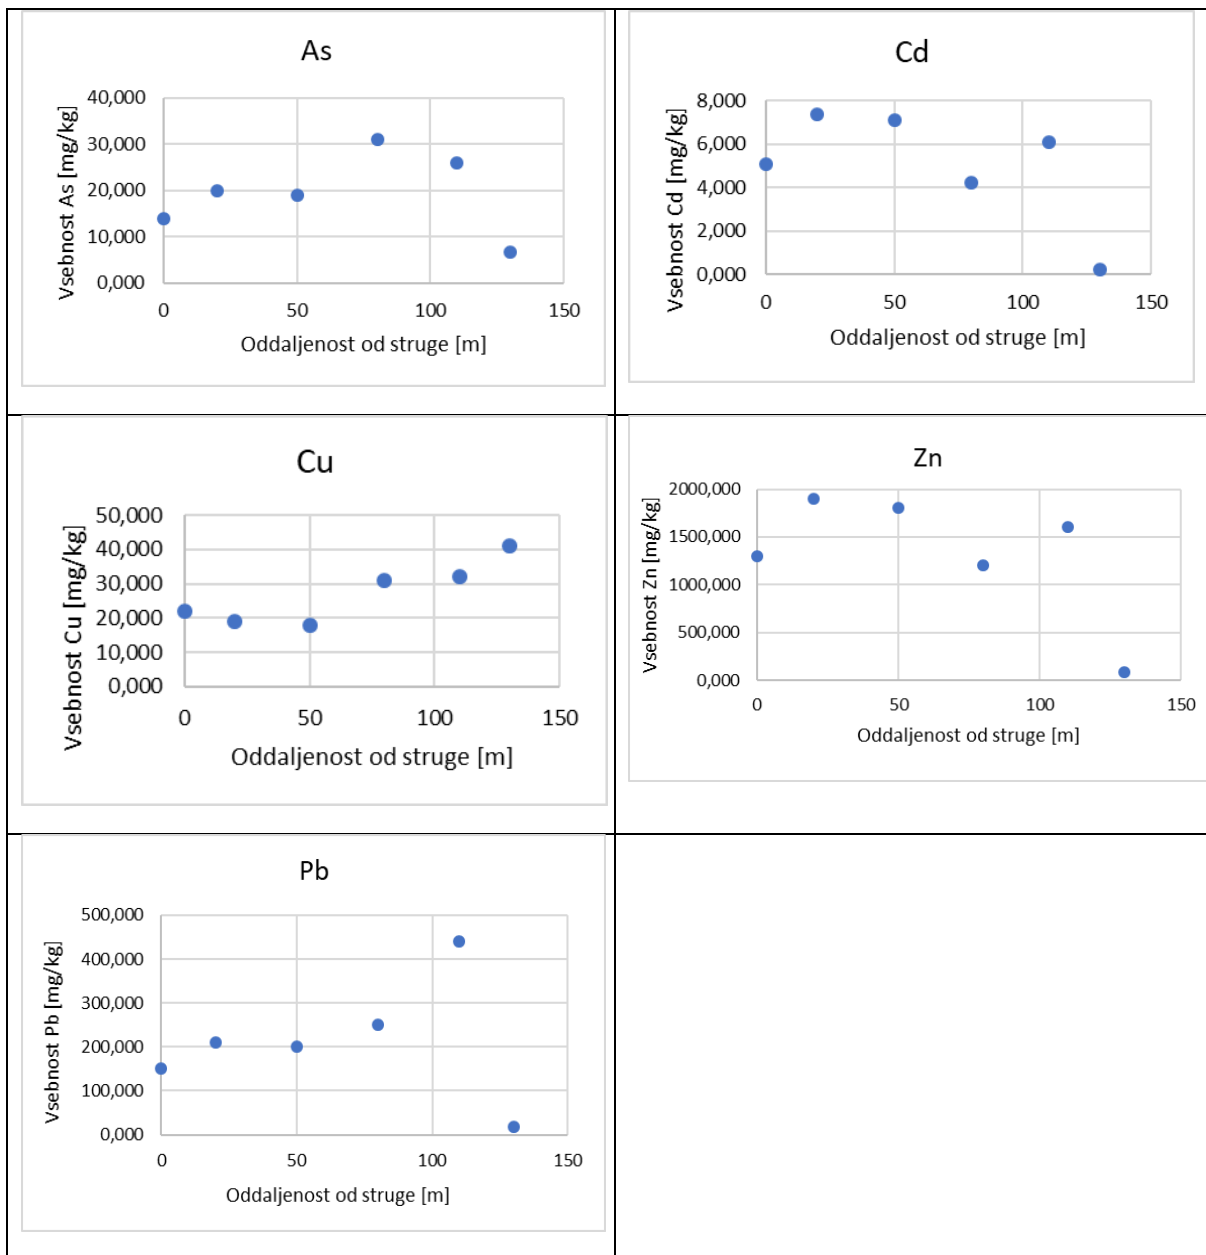 As
Vsebnost As [mg/kg]
40,000
30,000
20,000
10,000
0,000
0 50 100 150
Oddaljenost od struge [m]
Cd
Vsebnost Cd [mg/kg]
8,000
6,000
4,000
2,000
0,000
0 50 100 150
Oddaljenost od struge [m]
Cu
Vsebnost Cu [mg/kg]
50,000
40,000
30,000
20,000
10,000
0,000
0 50 100 150
Oddaljenost od struge [m]
Zn
Vsebnost Zn [mg/kg]
2000,000
1500,000
1000,000
500,000
0,000
0 50 100 150
Oddaljenost od struge [m]
Pb
Vsebnost Pb [mg/kg]
500,000
400,000
300,000
200,000
100,000
0,000
0 50 100 150
Oddaljenost od struge [m]